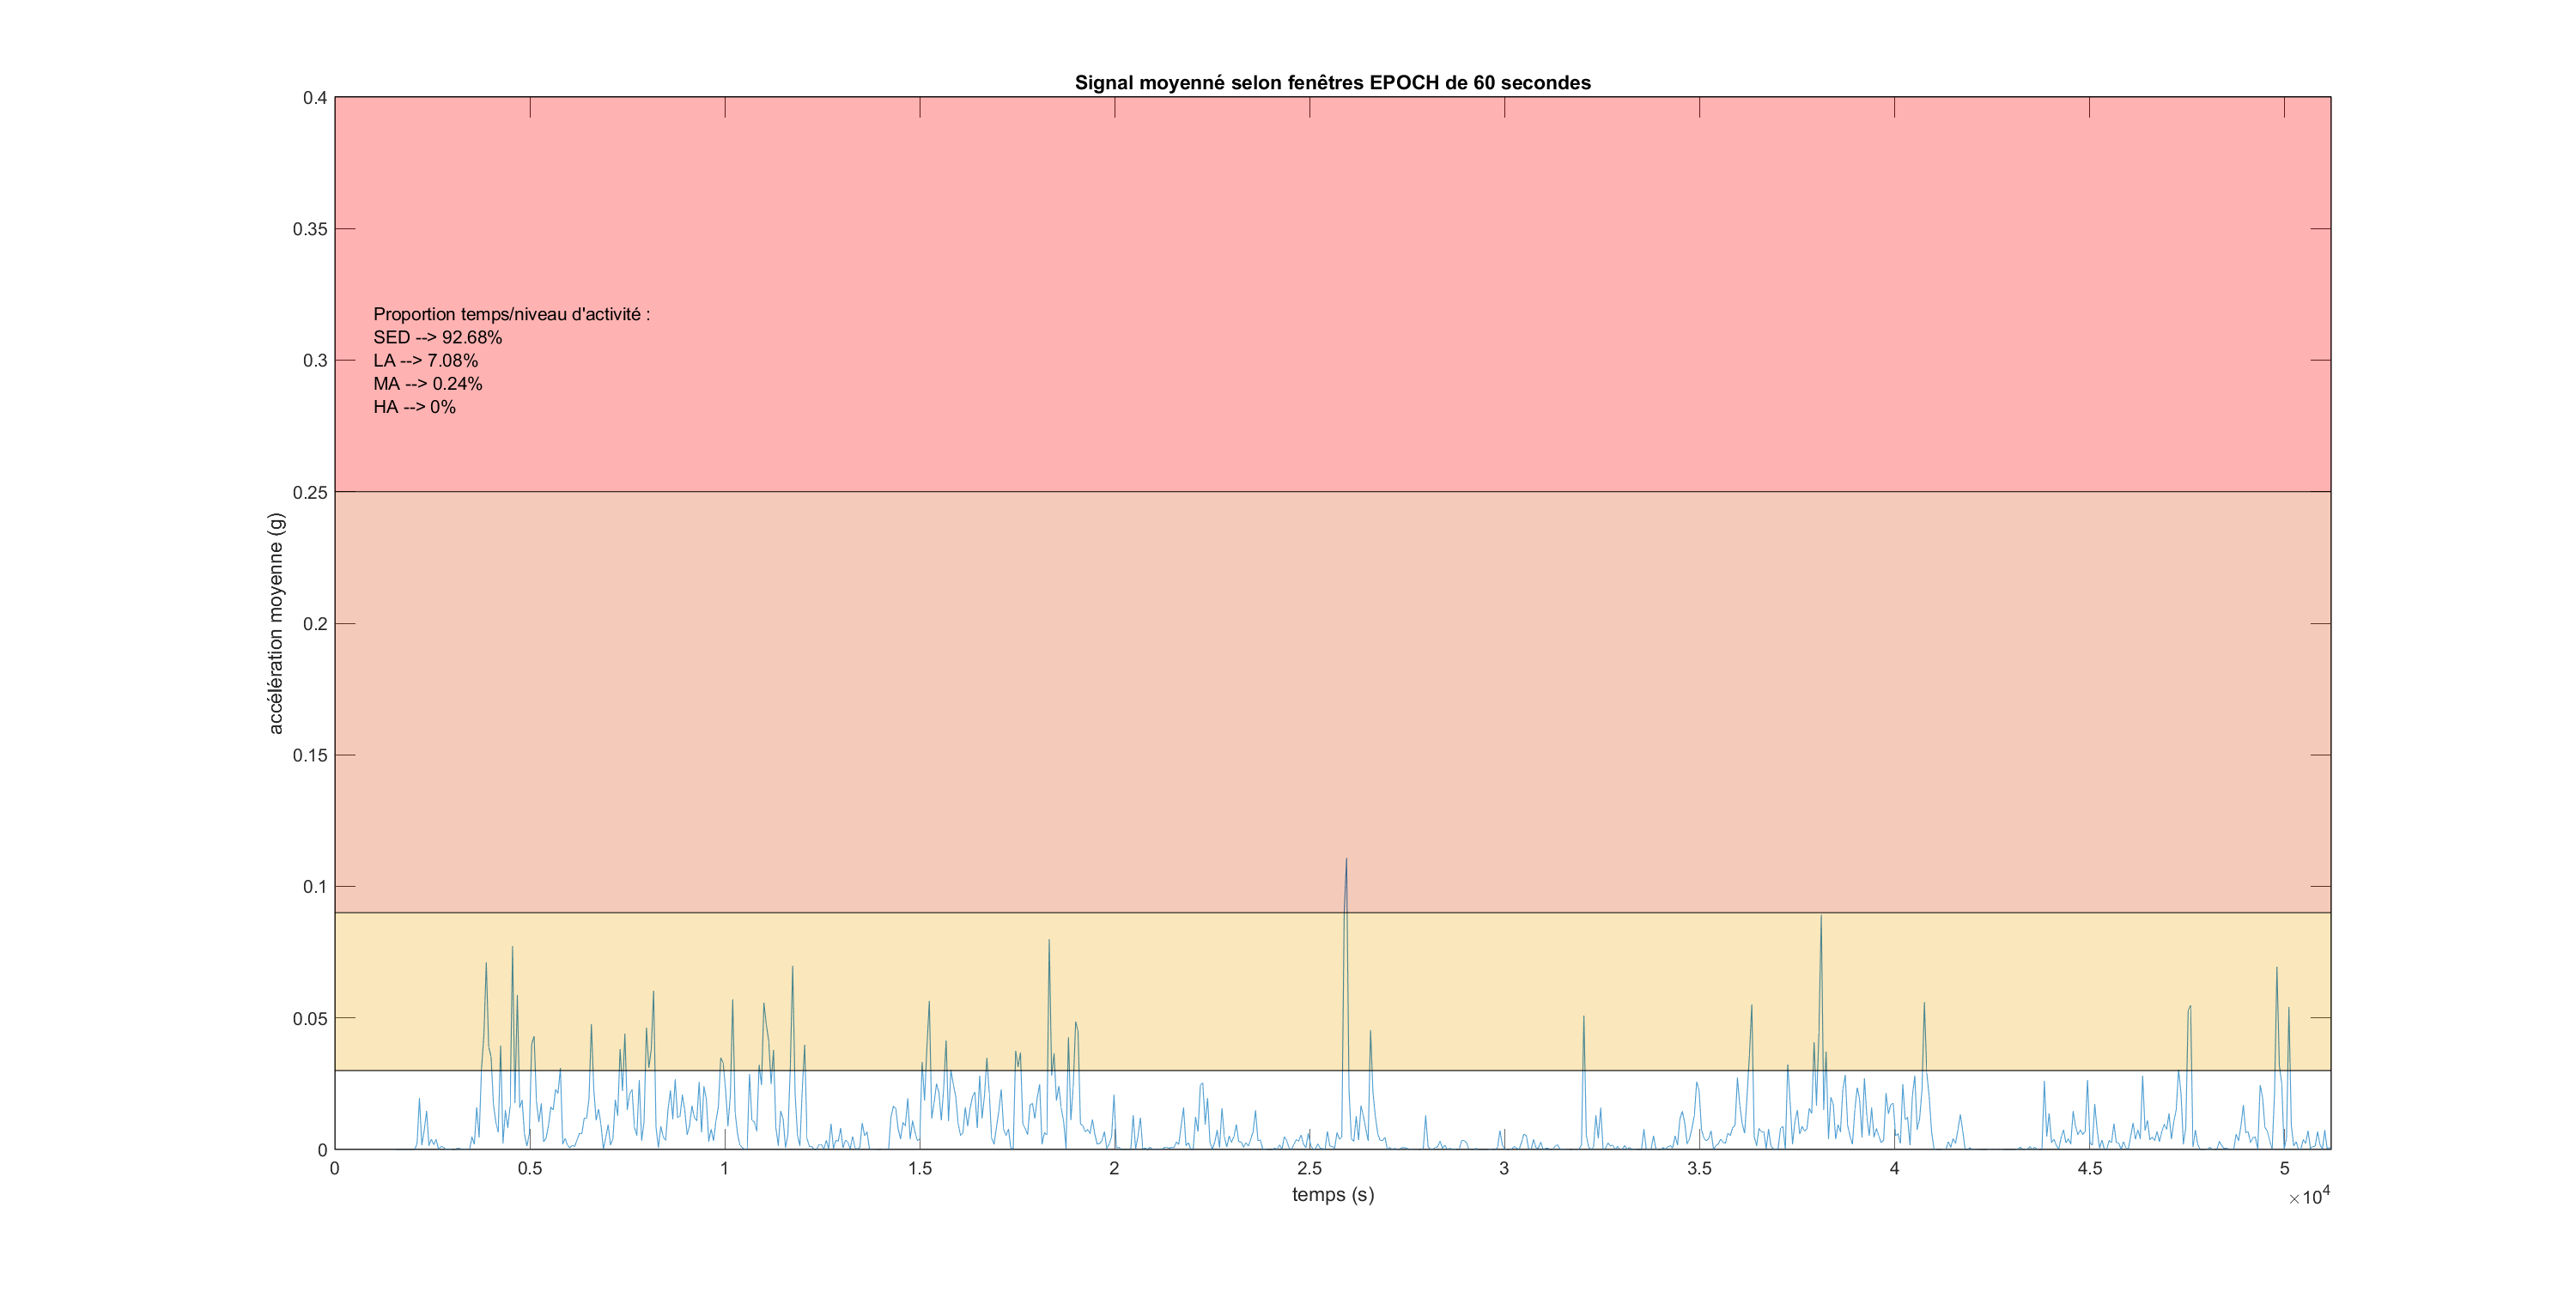 Signal moyenné selon fenêtres EPOCH de 60 secondes
0.4
0.35
Proportion temps/niveau d'activité :
SED --> 92.68%
LA --> 7.08%
MA --> 0.24%
HA --> 0%
0.3
0.25
0.2
0.15
0.1
0.05
0
accélération moyenne (g)
0 0.5 1 1.5 2 2.5 3 3.5 4 4.5 5
temps (s)
×10⁴